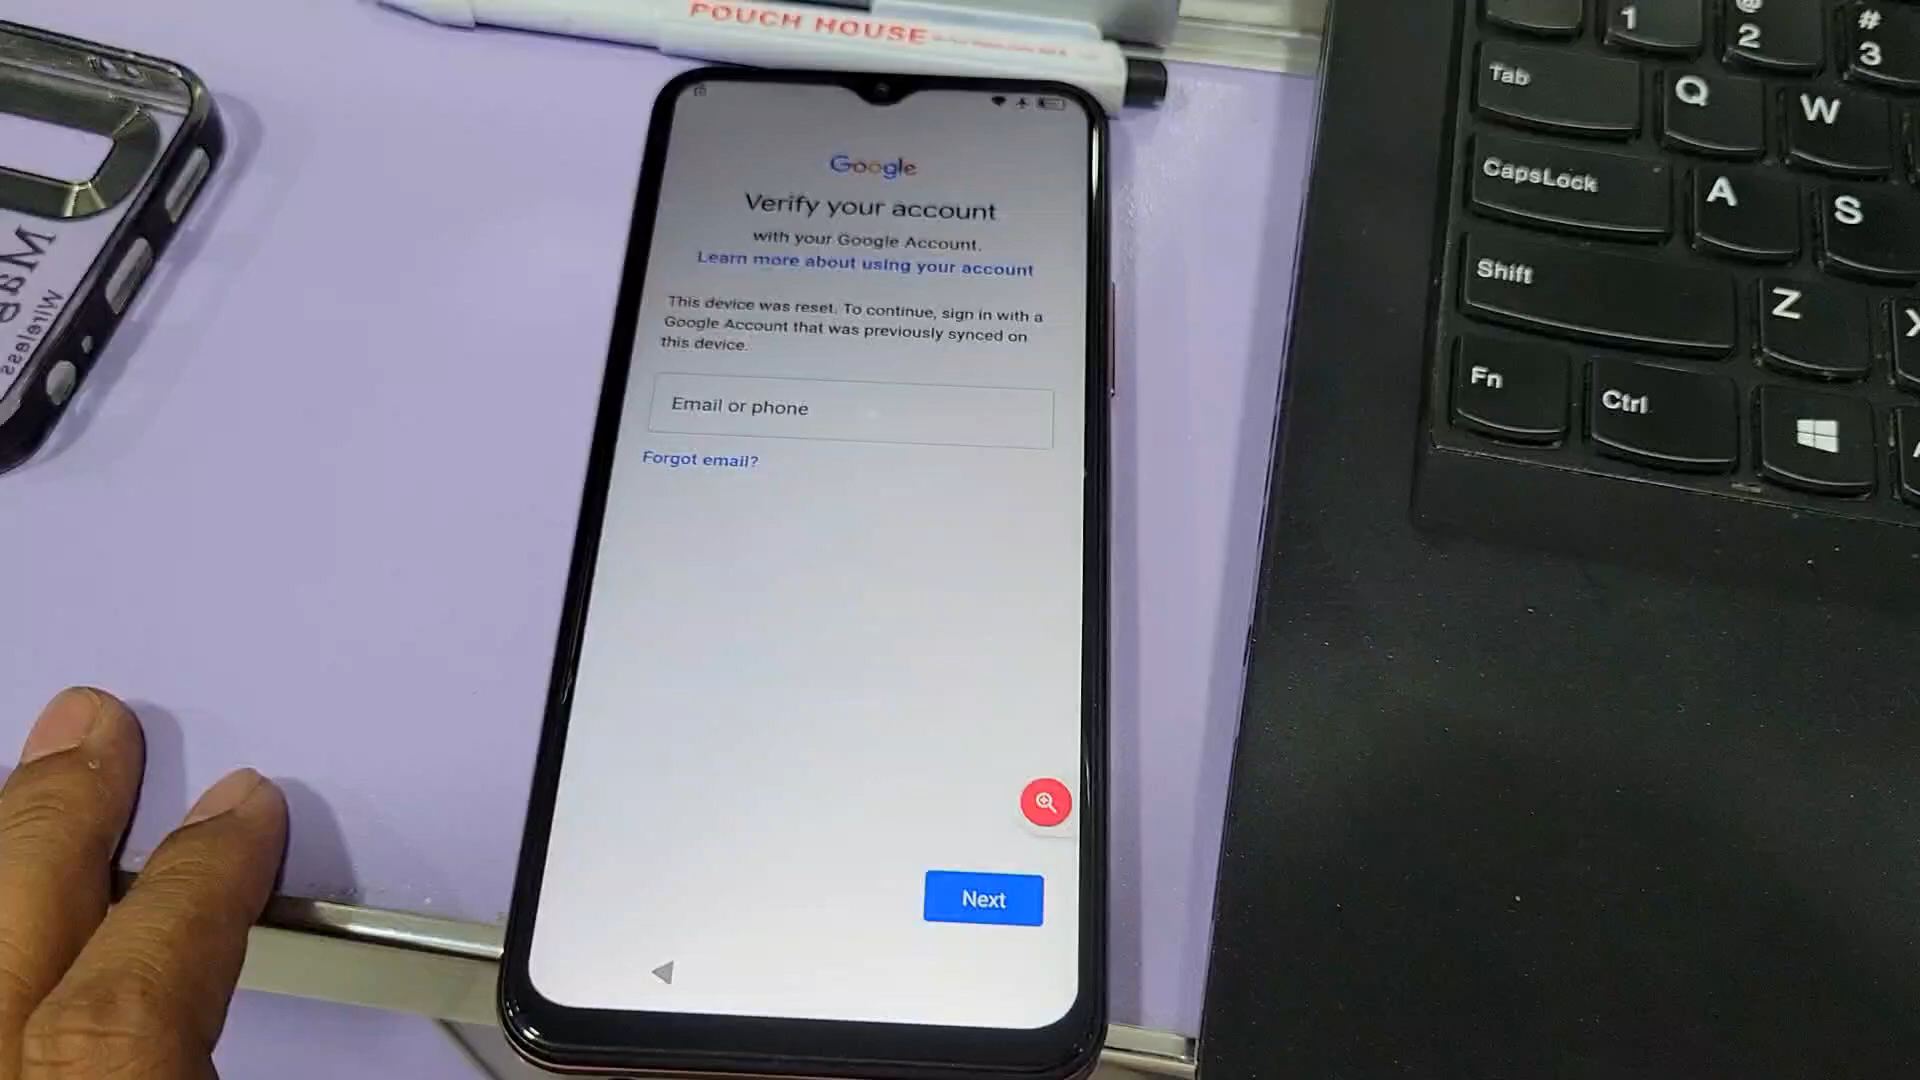 POUCH HOUSE
Google
Verify your account
with your Google Account.
Learn more about using your account
This device was reset. To continue, sign in with a
Google Account that was previously synced on
this device.
Email or phone
Forgot email?
Next
MaG
Wireless
1
@
2
#
3
Tab
Q
W
CapsLock
A
S
Shift
Z
X
Fn
Ctrl